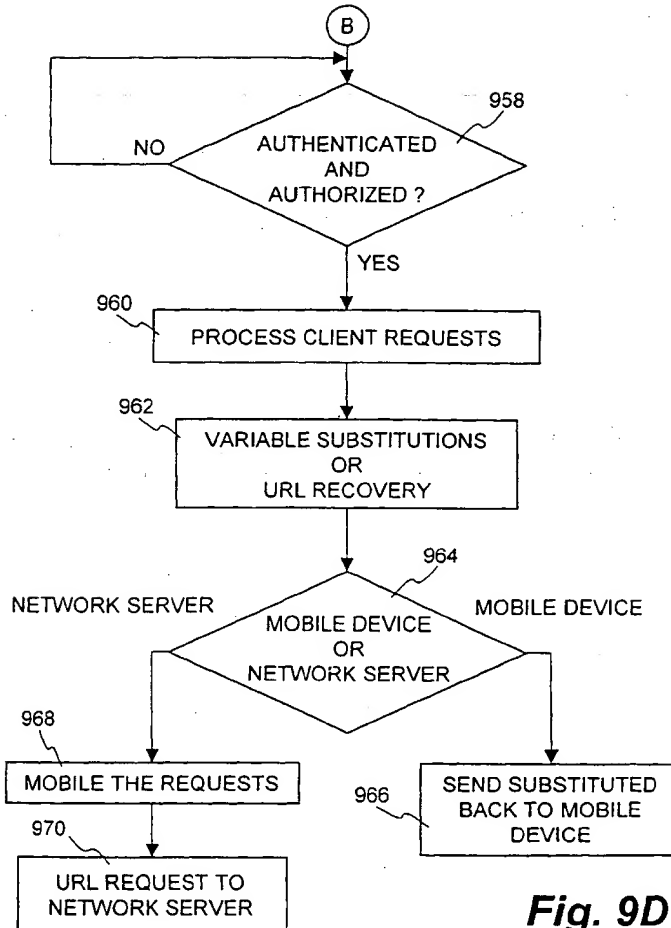 B
958
NO
AUTHENTICATED
AND
AUTHORIZED ?
YES
960
PROCESS CLIENT REQUESTS
962
VARIABLE SUBSTITUTIONS
OR
URL RECOVERY
964
NETWORK SERVER
MOBILE DEVICE
MOBILE DEVICE
OR
NETWORK SERVER
968
MOBILE THE REQUESTS
966
SEND SUBSTITUTED
BACK TO MOBILE
DEVICE
970
URL REQUEST TO
NETWORK SERVER
Fig. 9D